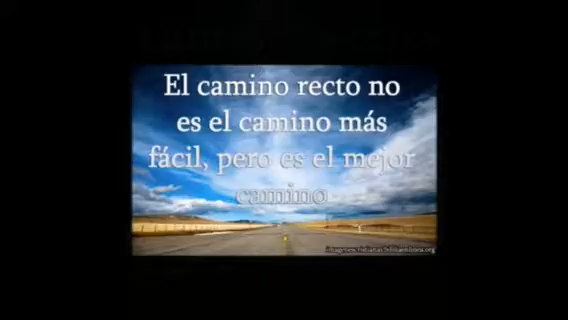 El camino recto no
es el camino más
fácil, pero es el mejor
camino